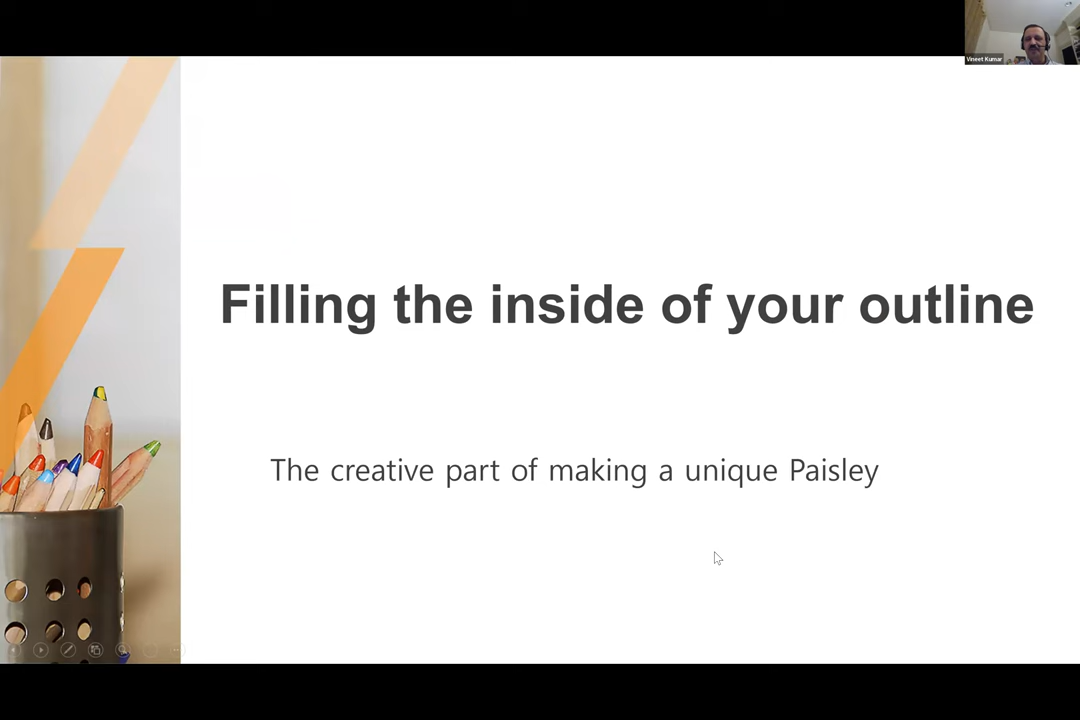 Vineet Kumar
Filling the inside of your outline
The creative part of making a unique Paisley